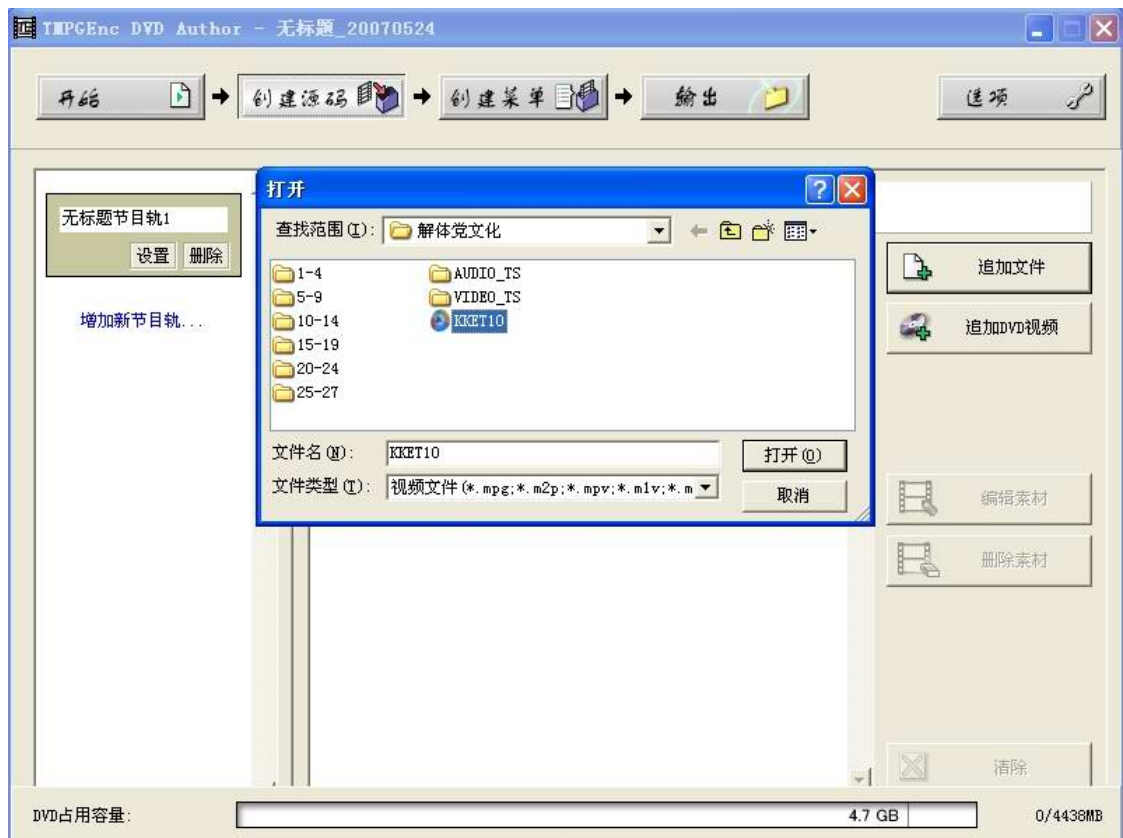 TMPGEnc DVD Author - 无标题_20070524
开始
创建源码
创建菜单
输出
选项
无标题节目轨1
设置 删除
增加新节目轨...
打开
查找范围(I): 解体党文化
1-4
5-9
10-14
15-19
20-24
25-27
AUDIO_TS
VIDEO_TS
KKET10
文件名(N): KKET10
打开(O)
文件类型(T): 视频文件(*.mpg;*.m2p;*.mpv;*.m1v;*.m
取消
追加文件
追加DVD视频
编辑素材
删除素材
清除
DVD占用容量:
4.7 GB
0/4438MB